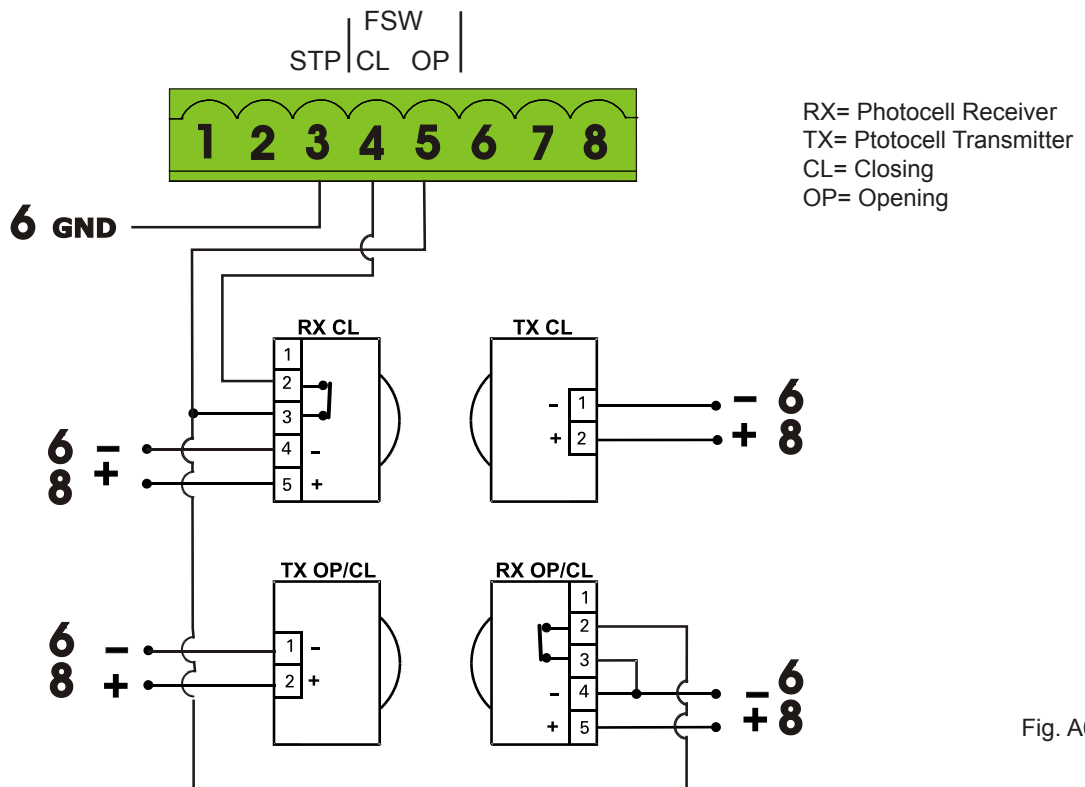 FSW
STP CL OP
1 2 3 4 5 6 7 8
RX= Photocell Receiver
TX= Ptotocell Transmitter
CL= Closing
OP= Opening
6 GND
RX CL
1
2
3
4 -
5 +
6 -
8 +
TX CL
- 1
+ 2
- 6
+ 8
TX OP/CL
1 -
2 +
6 -
8 +
RX OP/CL
1
2
3
- 4
+ 5
- 6
+ 8